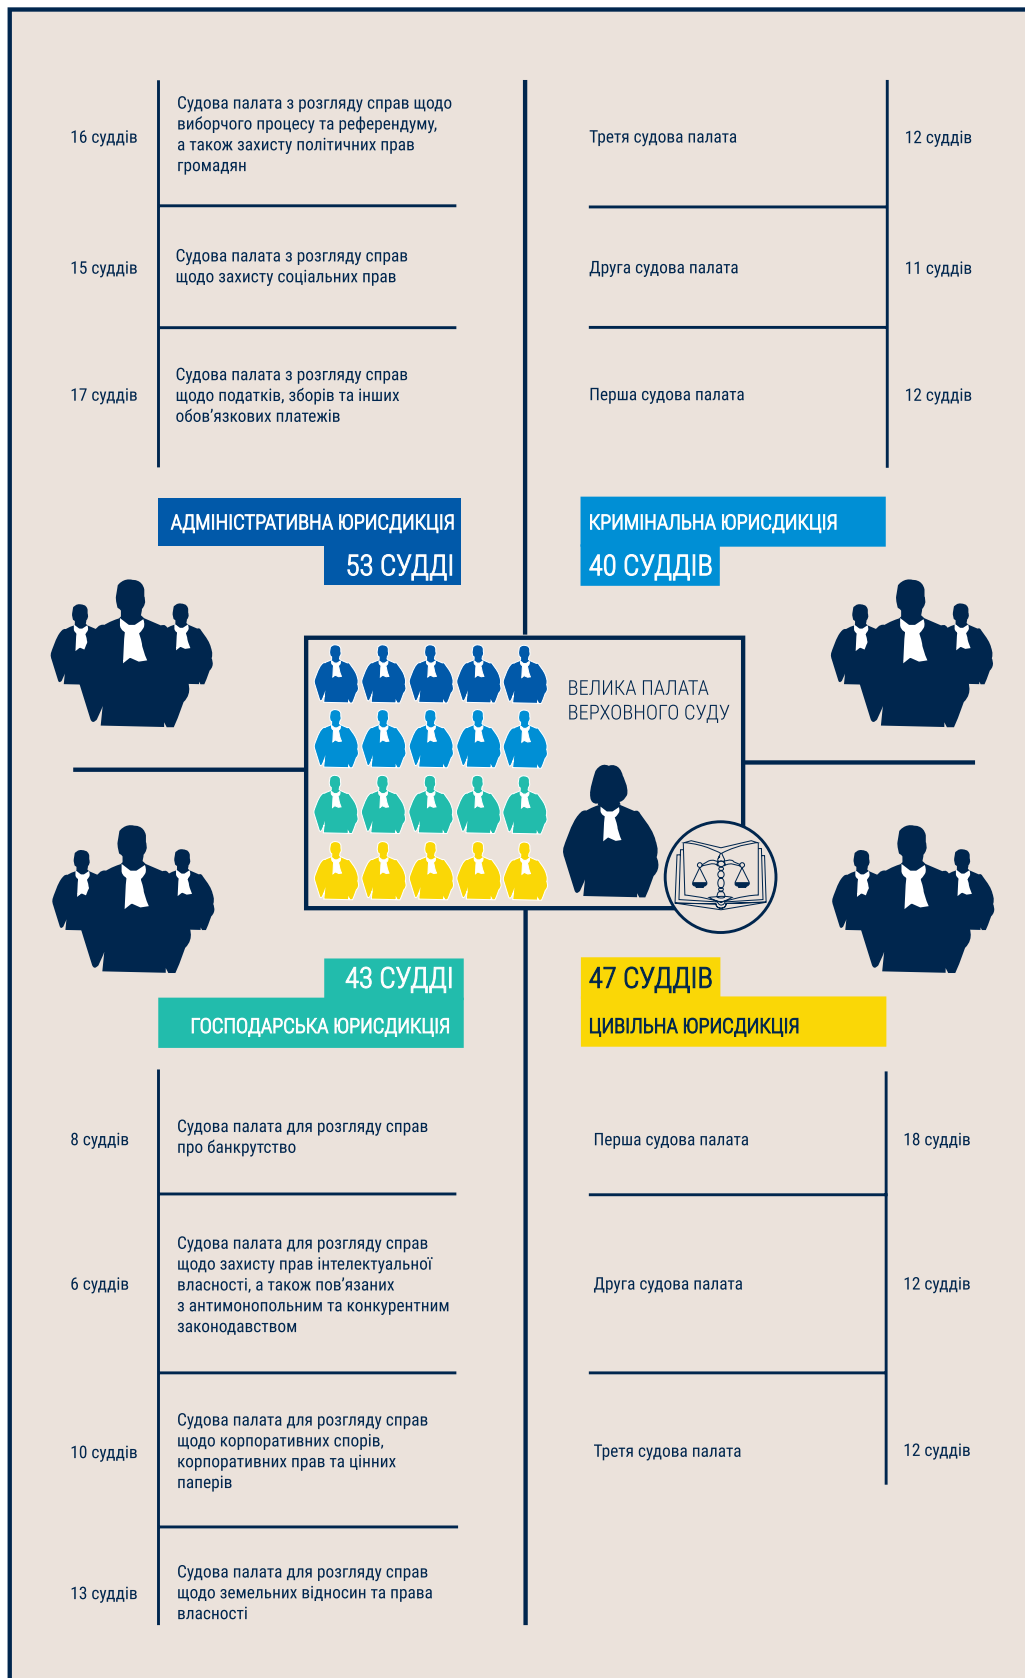 16 суддів
Судова палата з розгляду справ щодо
виборчого процесу та референдуму,
а також захисту політичних прав
громадян
15 суддів
Судова палата з розгляду справ
щодо захисту соціальних прав
17 суддів
Судова палата з розгляду справ
щодо податків, зборів та інших
обов’язкових платежів
АДМІНІСТРАТИВНА ЮРИСДИКЦІЯ
53 СУДДІ
Третя судова палата
12 суддів
Друга судова палата
11 суддів
Перша судова палата
12 суддів
КРИМІНАЛЬНА ЮРИСДИКЦІЯ
40 СУДДІВ
ВЕЛИКА ПАЛАТА
ВЕРХОВНОГО СУДУ
43 СУДДІ
ГОСПОДАРСЬКА ЮРИСДИКЦІЯ
8 суддів
Судова палата для розгляду справ
про банкрутство
6 суддів
Судова палата для розгляду справ
щодо захисту прав інтелектуальної
власності, а також пов’язаних
з антимонопольним та конкурентним
законодавством
10 суддів
Судова палата для розгляду справ
щодо корпоративних спорів,
корпоративних прав та цінних
паперів
13 суддів
Судова палата для розгляду справ
щодо земельних відносин та права
власності
47 СУДДІВ
ЦИВІЛЬНА ЮРИСДИКЦІЯ
Перша судова палата
18 суддів
Друга судова палата
12 суддів
Третя судова палата
12 суддів